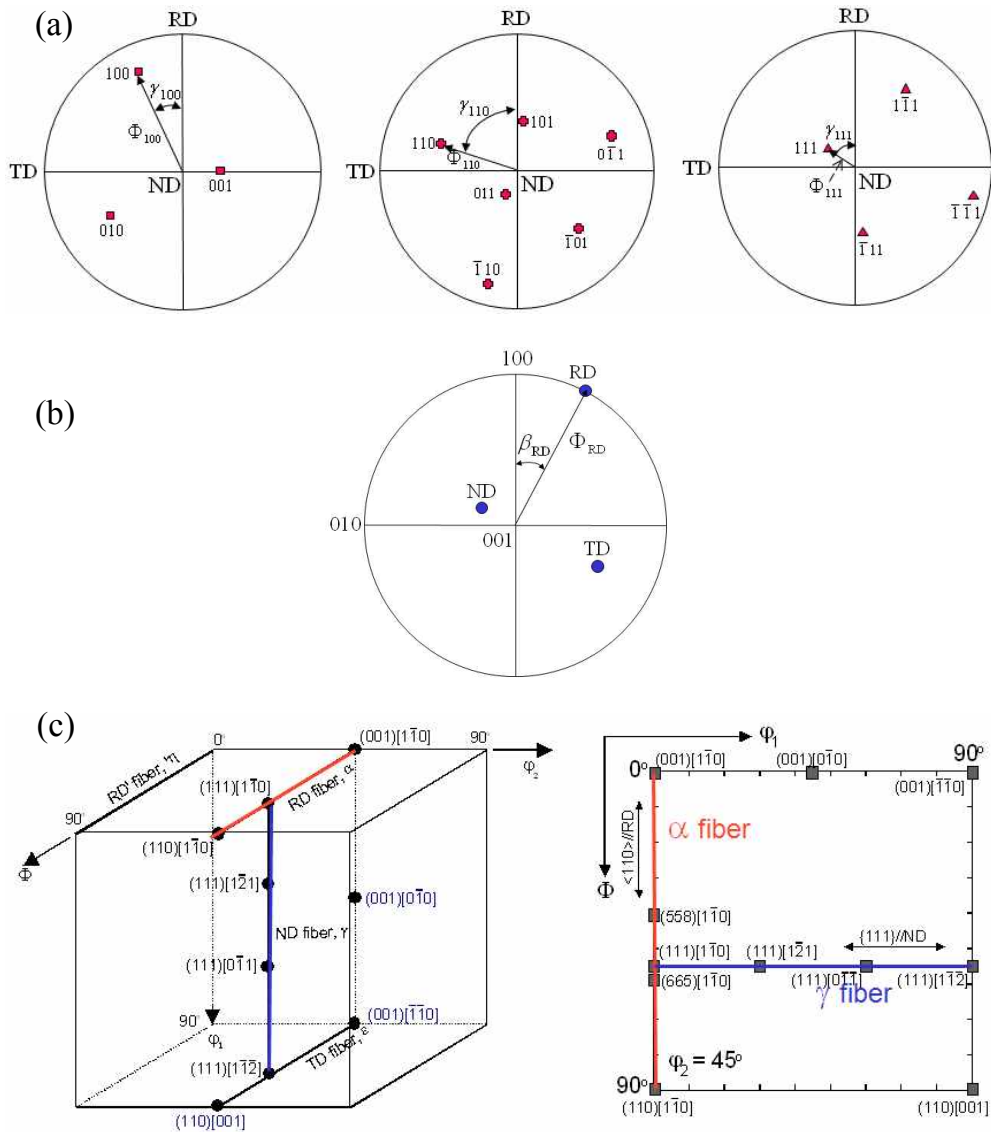 (a)
RD
100
γ100
Φ100
TD
ND
001
010
RD
γ110
110
101
Φ110
01̅1
TD
ND
011
1̅01
1̅10
RD
11̅1
γ111
111
TD
ND
Φ111
1̅1̅1
1̅11
(b)
100
RD
βRD
ΦRD
ND
010
001
TD
(c)
0°
(001)[11̅0]
90°
φ2
RD' fiber, 'η
(111)[11̅0]
RD fiber, α
90°
Φ
(110)[11̅0]
(111)[12̅1]
(001)[01̅0]
ND fiber, γ
(111)[01̅1]
90°
φ1
(001)[1̅1̅0]
TD fiber, ε
(111)[1̅1̅2̅]
(110)[001]
φ1
90°
0°
(001)[11̅0]
(001)[01̅0]
(001)[1̅1̅0]
α fiber
<110>//RD
Φ
(558)[11̅0]
{111}//ND
(111)[11̅0]
(111)[12̅1]
(665)[11̅0]
(111)[01̅1̅]
(111)[1̅1̅2̅]
γ fiber
φ2 = 45°
90°
(110)[11̅0]
(110)[001]